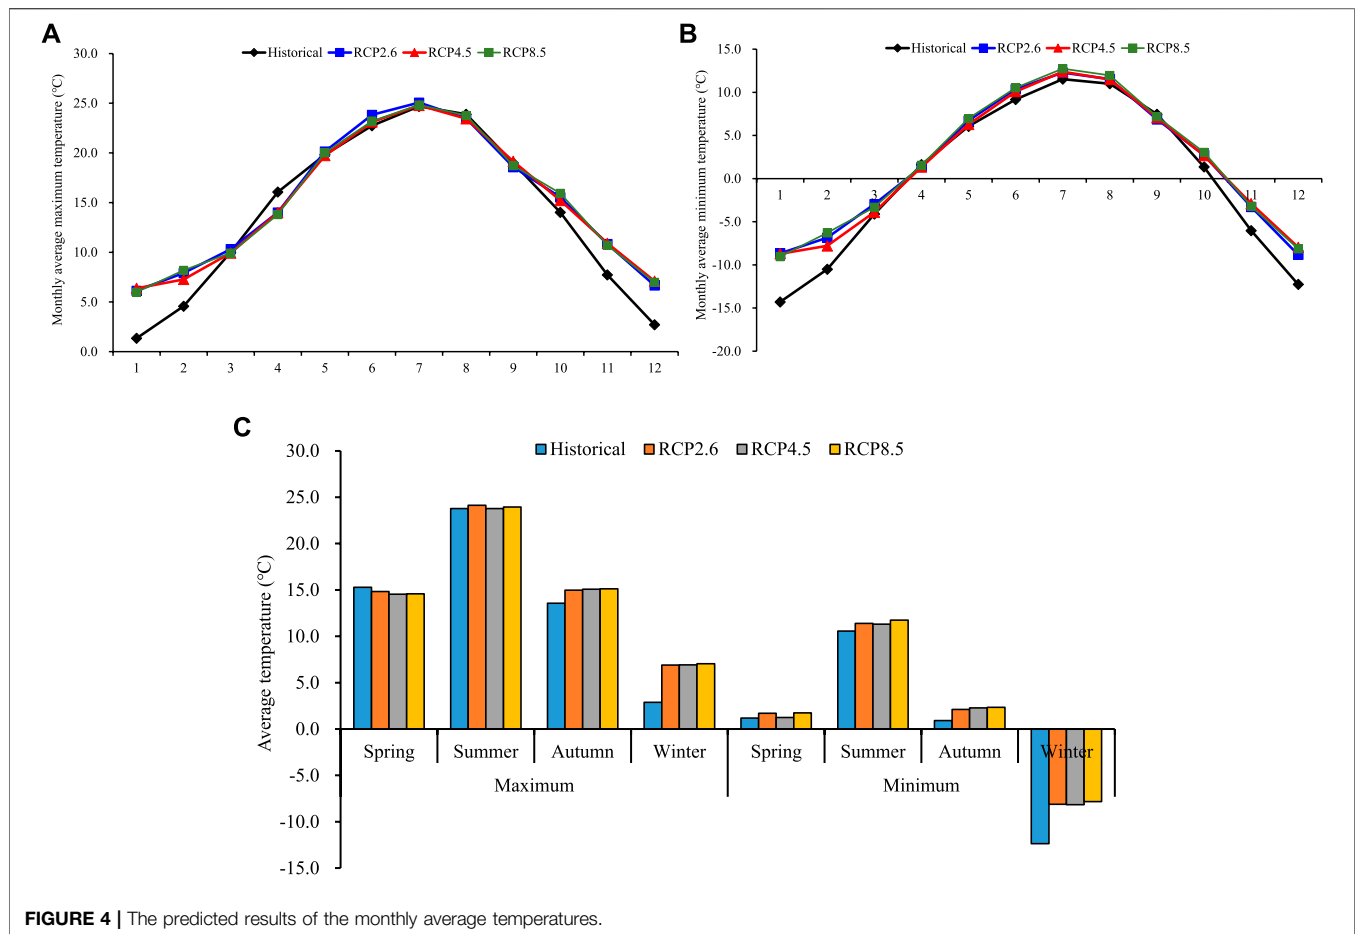 A
Historical RCP2.6 RCP4.5 RCP8.5
Monthly average maximum temperature (°C)
30.0
25.0
20.0
15.0
10.0
5.0
0.0
1 2 3 4 5 6 7 8 9 10 11 12
B
Historical RCP2.6 RCP4.5 RCP8.5
Monthly average minimum temperature (°C)
15.0
10.0
5.0
0.0
-5.0
-10.0
-15.0
-20.0
1 2 3 4 5 6 7 8 9 10 11 12
C
Historical RCP2.6 RCP4.5 RCP8.5
Average temperature (°C)
30.0
25.0
20.0
15.0
10.0
5.0
0.0
-5.0
-10.0
-15.0
Spring Summer Autumn Winter Spring Summer Autumn Winter
Maximum Minimum
FIGURE 4 | The predicted results of the monthly average temperatures.